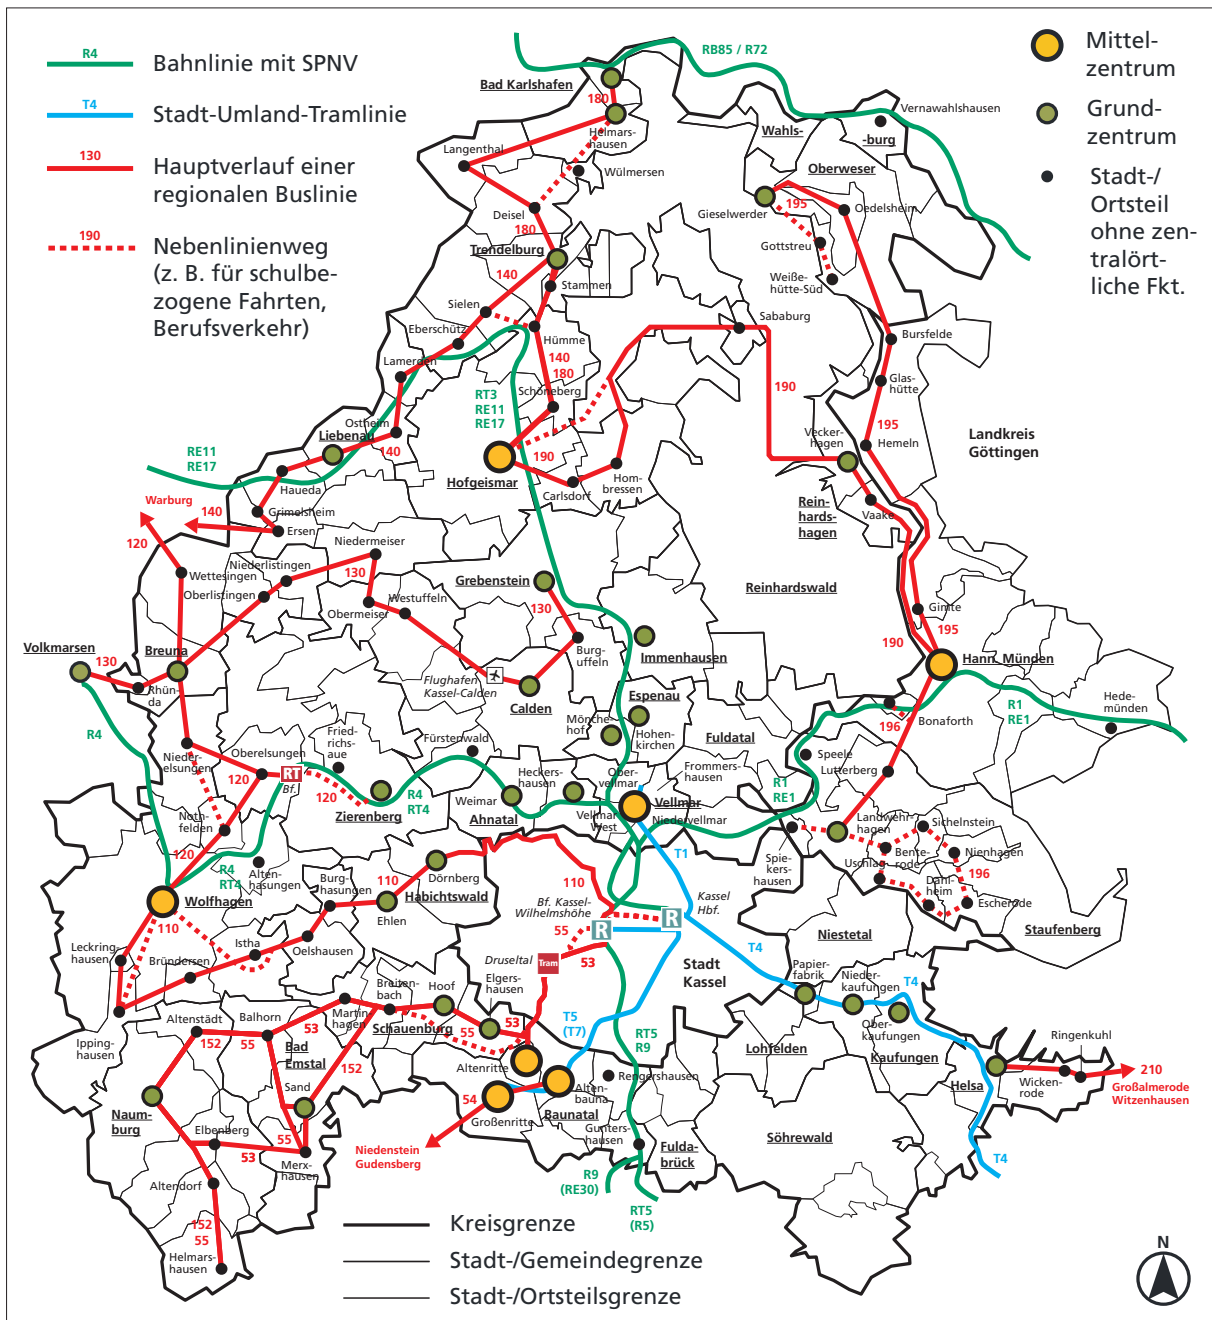 R4
Bahnlinie mit SPNV
T4
Stadt-Umland-Tramlinie
130
Hauptverlauf einer
regionalen Buslinie
190
Nebenlinienweg
(z. B. für schulbe-
zogene Fahrten,
Berufsverkehr)
Mittel-
zentrum
Grund-
zentrum
Stadt-/
Ortsteil
ohne zen-
tralört-
liche Fkt.
RB85 / R72
Bad Karlshafen
180
Helmars-
hausen
Langenthal
Wülmersen
Deisel
180
Trendelburg
140
Stammen
Sielen
Eberschütz
Hümme
Lamerden
140
180
Schöneberg
RT3
RE11
RE17
Ostheim
Liebenau
140
RE11
RE17
Haueda
Warburg
140
Grimelsheim
Ersen
120
Hofgeismar
190
Carlsdorf
Hom-
bressen
Vernawahlshausen
Wahls-
-burg
Oberweser
195
Gieselwerder
Oedelsheim
Gottstreu
Weiße-
hütte-Süd
Sababurg
Bursfelde
190
Glas-
hütte
195
Hemeln
Landkreis
Göttingen
Vecker-
hagen
Rein-
hards-
hagen
Vaake
Reinhardswald
Gimte
195
190
Hann. Münden
Niedermeiser
Wettesingen
Niederlistingen
130
Oberlistingen
Obermeiser
Westuffeln
Grebenstein
130
Burg-
uffeln
Immenhausen
Volkmarsen
130
Breuna
Rhün-
da
Flughafen
Kassel-Calden
Calden
Espenau
Mönche-
hof
Hohen-
kirchen
Fuldatal
R4
Nieder-
elsungen
Oberelsungen
Fried-
richs-
aue
Fürstenwald
120
RT
Bf.
120
Zierenberg
R4
RT4
Heckers-
hausen
Weimar
Ahnatal
Ober-
vellmar
Frommers-
hausen
Vellmar
Vellmar
West
Niedervellmar
Noth-
felden
120
R4
RT4
Alten-
hasungen
R1
RE1
Hede-
münden
Bonaforth
196
Speele
Lutterberg
R1
RE1
Landwehr-
hagen
Sichelnstein
Spie-
kers-
hausen
Uschlag
Bente-
rode
Nienhagen
196
Dahl-
heim
Escherode
Staufenberg
T1
Wolfhagen
110
Burg-
hasungen
110
Dörnberg
Habichtswald
Ehlen
110
Bf. Kassel-
Wilhelmshöhe
Kassel
Hbf.
R
R
55
Leckring-
hausen
Istha
Bründersen
Oelshausen
Druseltal
Tram
53
Stadt
Kassel
T4
Niestetal
Papier-
fabrik
Nieder-
kaufungen
T4
Ober-
kaufungen
Kaufungen
Lohfelden
Ipping-
hausen
Altenstädt
152
Balhorn
53
55
Martin-
hagen
Breiten-
bach
Hoof
Elgers-
hausen
Schauenburg
55
53
T5
(T7)
RT5
R9
Bad
Emstal
152
Sand
Altenritte
Alten-
bauna
Rengershausen
54
Großenritte
Baunatal
Gunters-
hausen
Fulda-
brück
Söhrewald
Helsa
Wicken-
rode
Ringenkuhl
210
Großalmerode
Witzenhausen
T4
Naum-
burg
Elbenberg
53
55
Merx-
hausen
Altendorf
152
55
Helmars-
hausen
Niedenstein
Gudensberg
R9
(RE30)
RT5
(R5)
Kreisgrenze
Stadt-/Gemeindegrenze
Stadt-/Ortsteilsgrenze
N